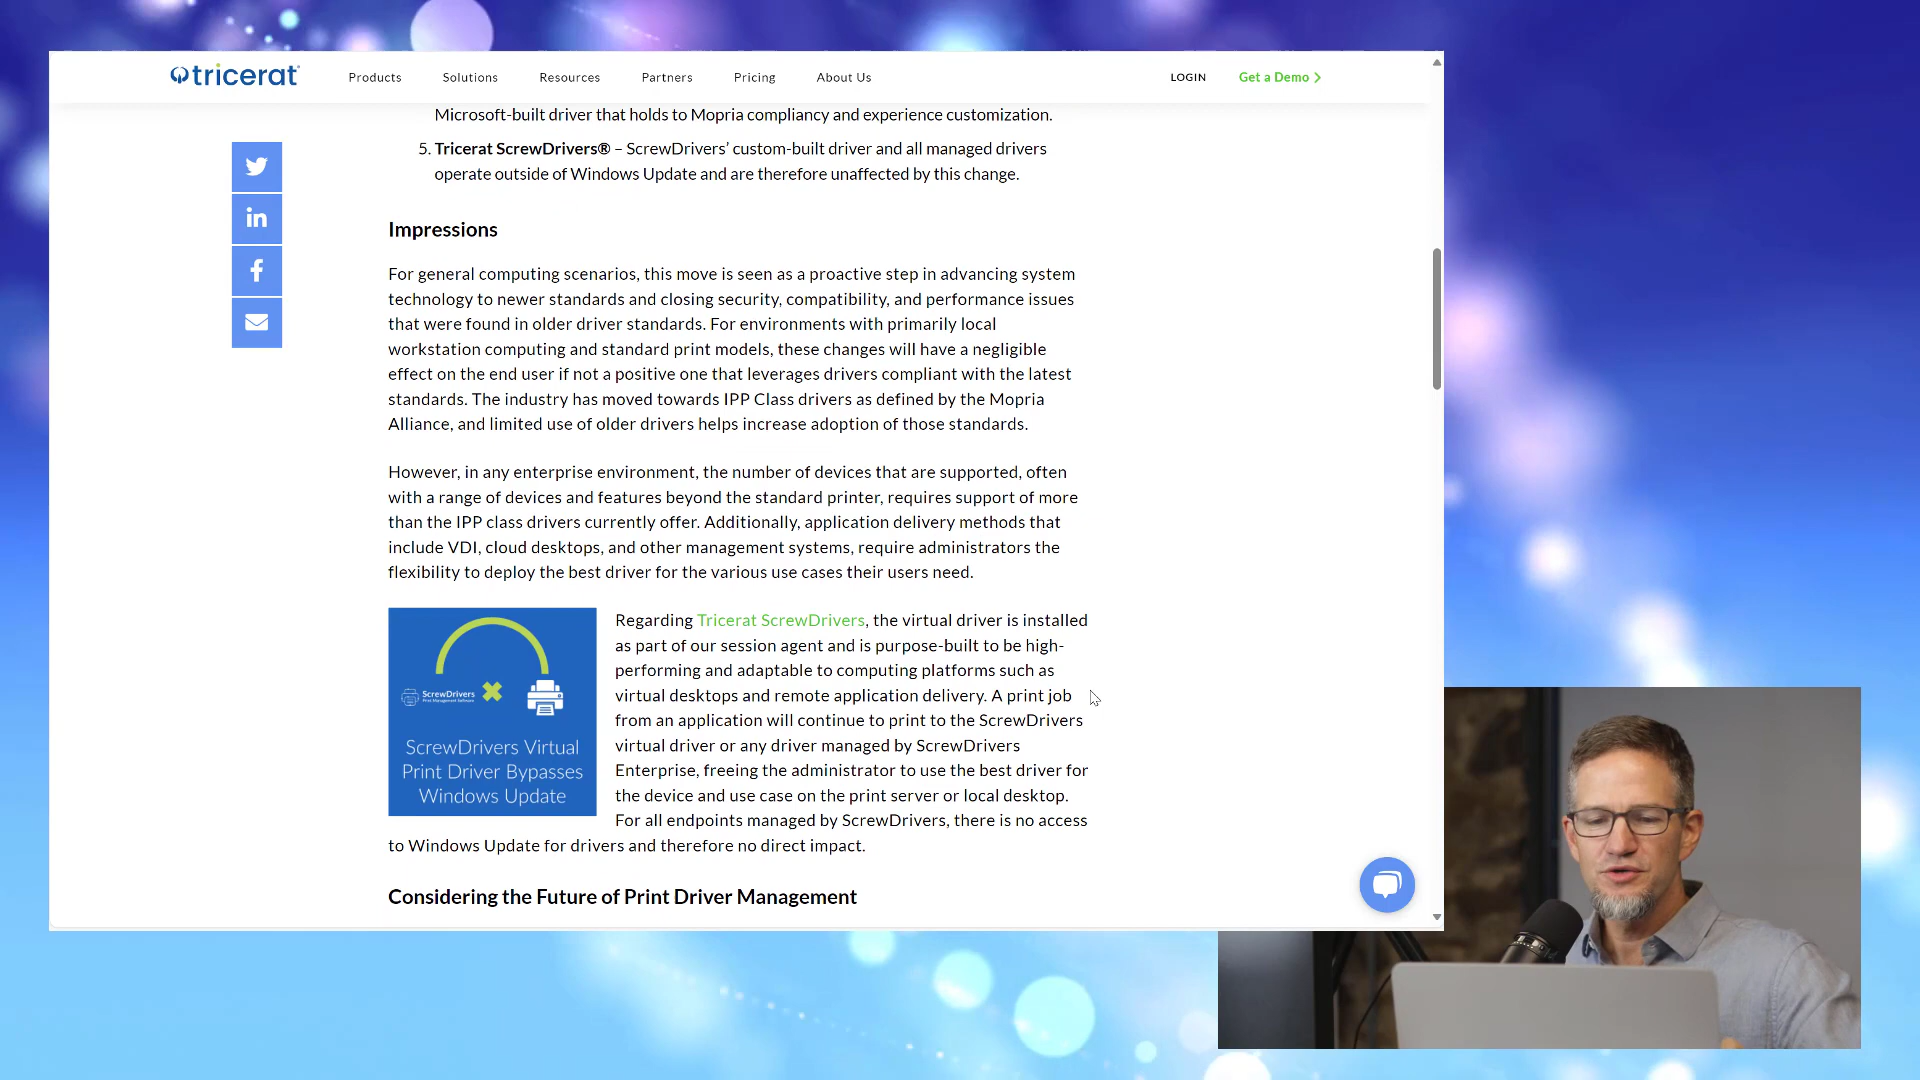 tricerat
Products
Solutions
Resources
Partners
Pricing
About Us
LOGIN
Get a Demo
Microsoft-built driver that holds to Mopria compliancy and experience customization.
5. Tricerat ScrewDrivers® – ScrewDrivers’ custom-built driver and all managed drivers
operate outside of Windows Update and are therefore unaffected by this change.
Impressions
For general computing scenarios, this move is seen as a proactive step in advancing system
technology to newer standards and closing security, compatibility, and performance issues
that were found in older driver standards. For environments with primarily local
workstation computing and standard print models, these changes will have a negligible
effect on the end user if not a positive one that leverages drivers compliant with the latest
standards. The industry has moved towards IPP Class drivers as defined by the Mopria
Alliance, and limited use of older drivers helps increase adoption of those standards.
However, in any enterprise environment, the number of devices that are supported, often
with a range of devices and features beyond the standard printer, requires support of more
than the IPP class drivers currently offer. Additionally, application delivery methods that
include VDI, cloud desktops, and other management systems, require administrators the
flexibility to deploy the best driver for the various use cases their users need.
ScrewDrivers
ScrewDrivers Virtual
Print Driver Bypasses
Windows Update
Regarding Tricerat ScrewDrivers, the virtual driver is installed
as part of our session agent and is purpose-built to be high-
performing and adaptable to computing platforms such as
virtual desktops and remote application delivery. A print job
from an application will continue to print to the ScrewDrivers
virtual driver or any driver managed by ScrewDrivers
Enterprise, freeing the administrator to use the best driver for
the device and use case on the print server or local desktop.
For all endpoints managed by ScrewDrivers, there is no access
to Windows Update for drivers and therefore no direct impact.
Considering the Future of Print Driver Management